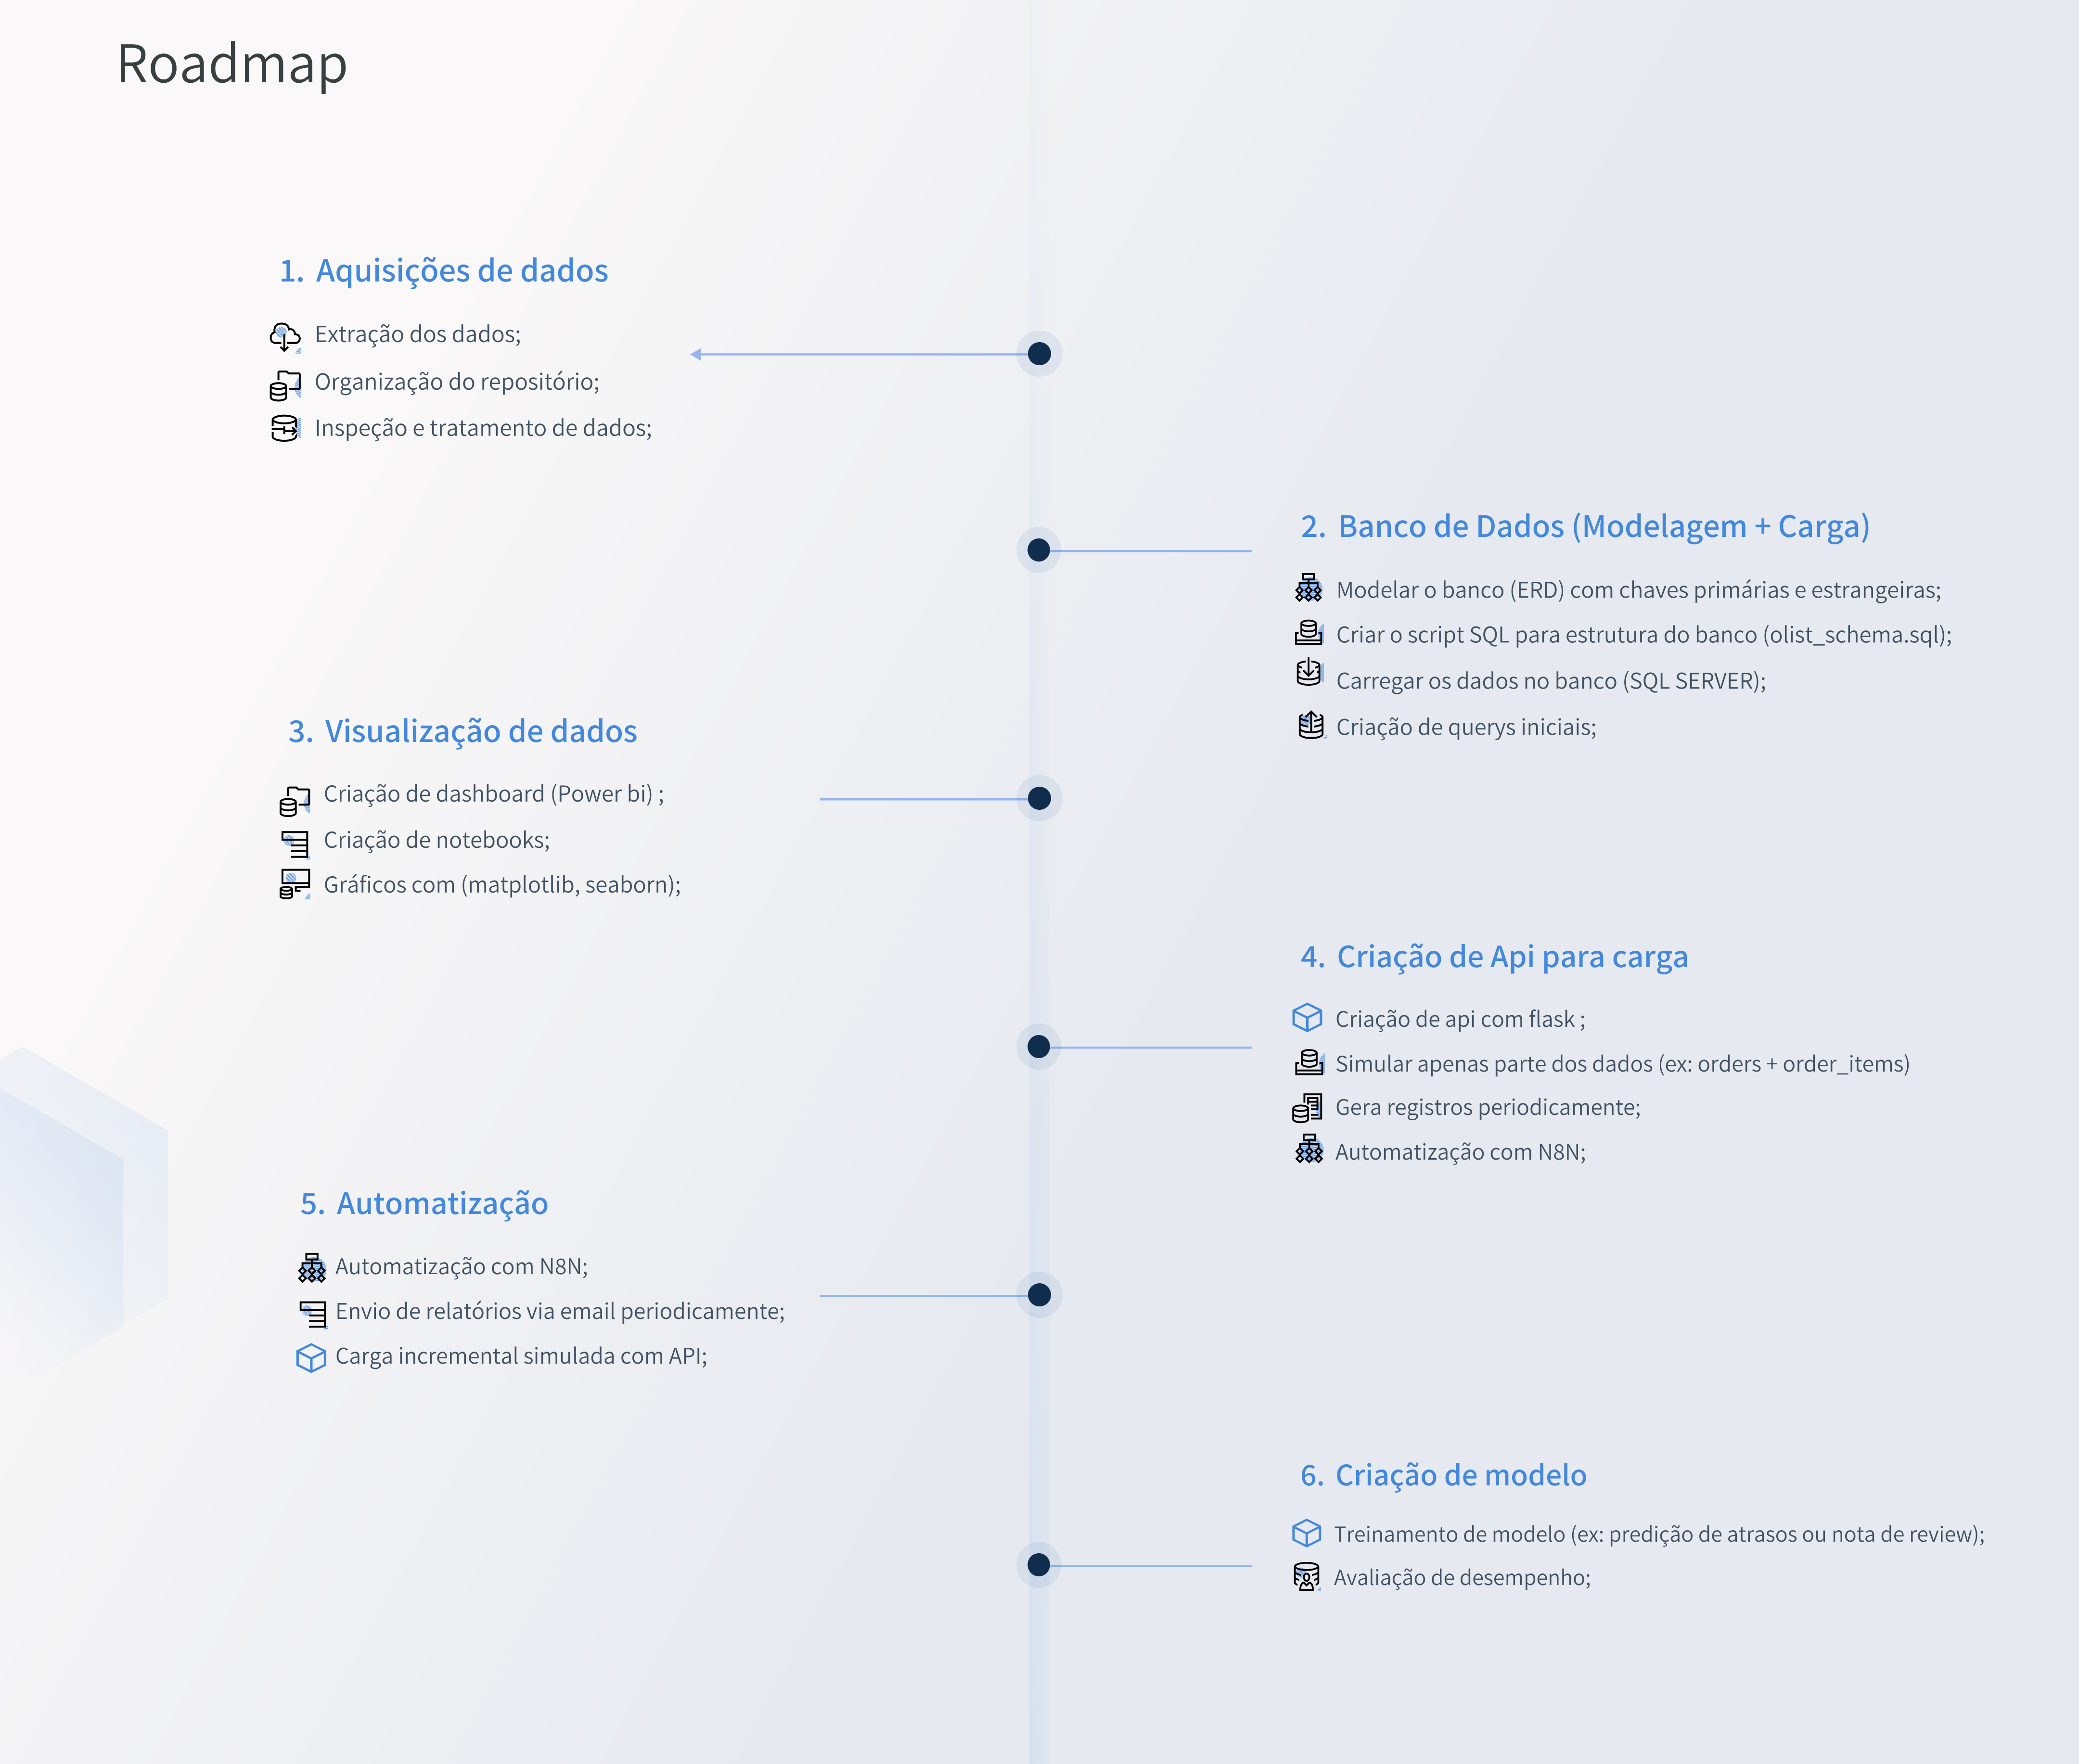 Roadmap
1. Aquisições de dados
Extração dos dados;
Organização do repositório;
Inspeção e tratamento de dados;
2. Banco de Dados (Modelagem + Carga)
Modelar o banco (ERD) com chaves primárias e estrangeiras;
Criar o script SQL para estrutura do banco (olist_schema.sql);
Carregar os dados no banco (SQL SERVER);
Criação de querys iniciais;
3. Visualização de dados
Criação de dashboard (Power bi) ;
Criação de notebooks;
Gráficos com (matplotlib, seaborn);
4. Criação de Api para carga
Criação de api com flask ;
Simular apenas parte dos dados (ex: orders + order_items)
Gera registros periodicamente;
Automatização com N8N;
5. Automatização
Automatização com N8N;
Envio de relatórios via email periodicamente;
Carga incremental simulada com API;
6. Criação de modelo
Treinamento de modelo (ex: predição de atrasos ou nota de review);
Avaliação de desempenho;